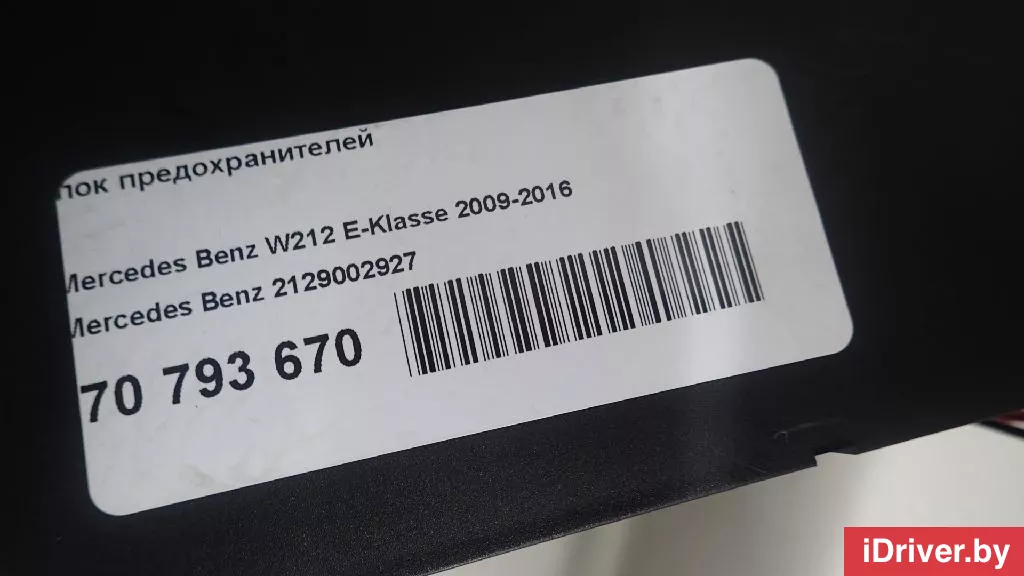 лок предохранителей
Mercedes Benz W212 E-Klasse 2009-2016
Mercedes Benz 2129002927
70 793 670
iDriver.by